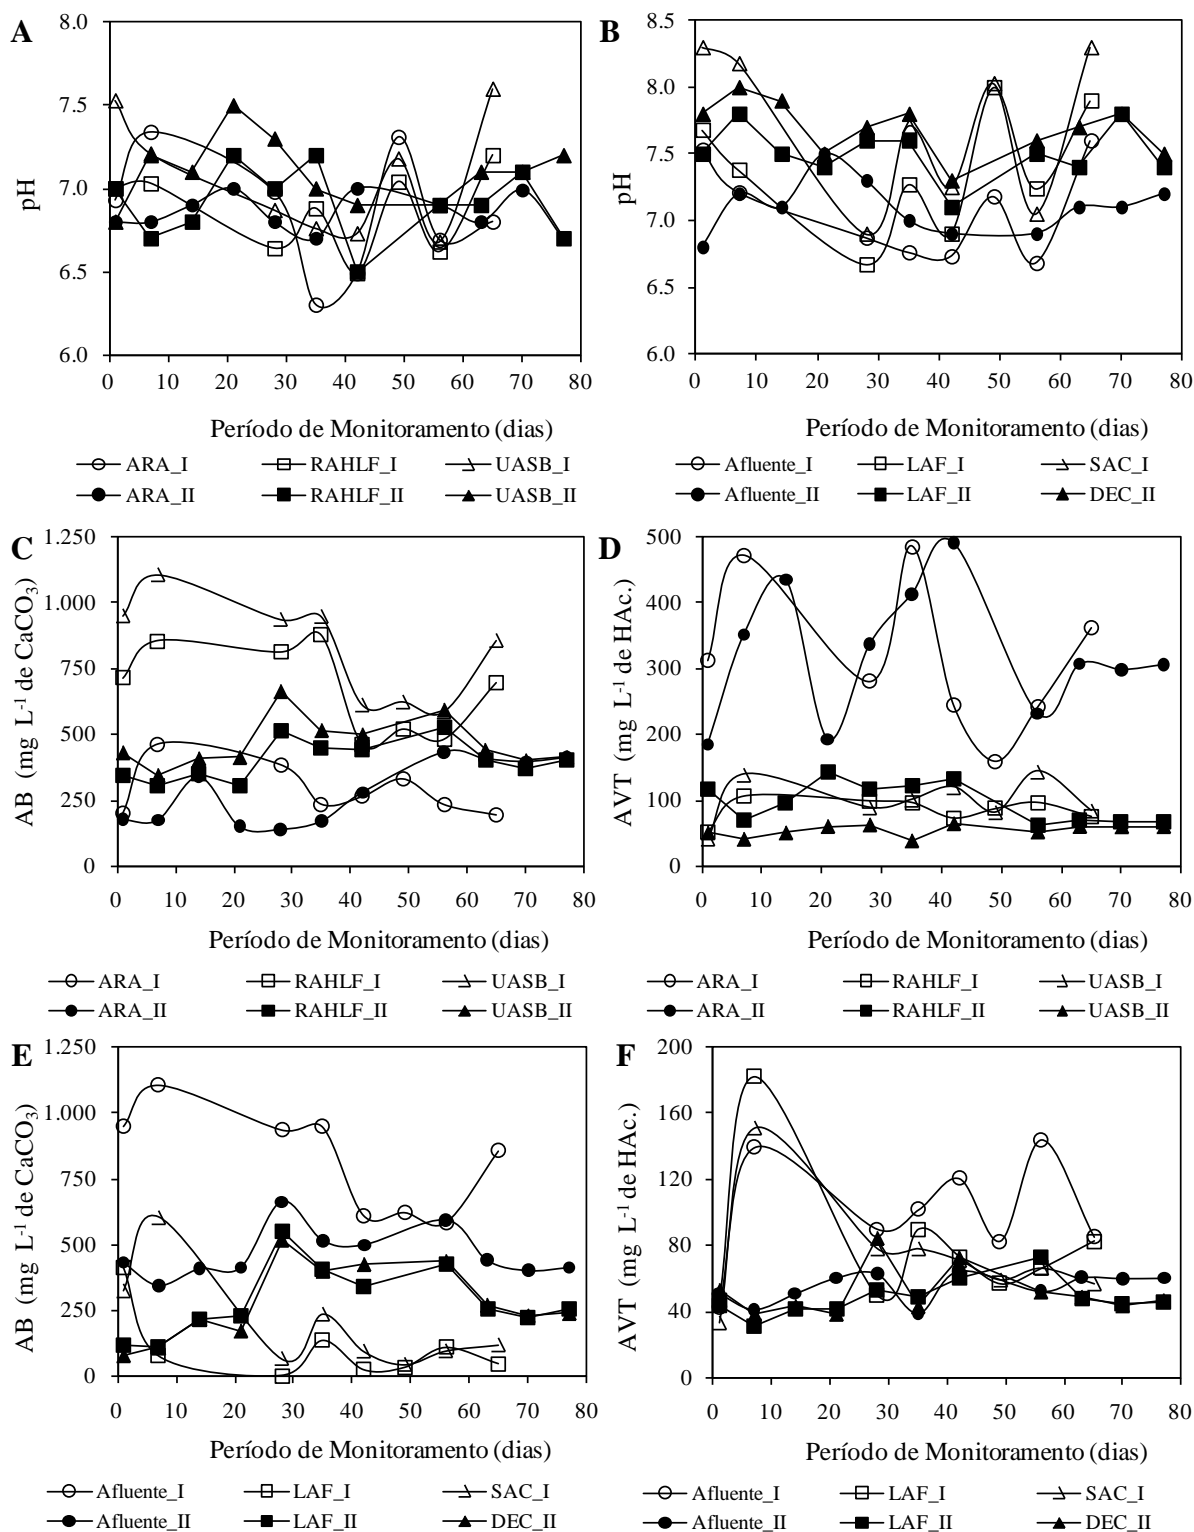 A
pH
8.0
7.5
7.0
6.5
6.0
0 10 20 30 40 50 60 70 80
Período de Monitoramento (dias)
ARA_I RAHLF_I UASB_I
ARA_II RAHLF_II UASB_II
B
pH
8.5
8.0
7.5
7.0
6.5
6.0
0 10 20 30 40 50 60 70 80
Período de Monitoramento (dias)
Afluente_I LAF_I SAC_I
Afluente_II LAF_II DEC_II
C
AB (mg L⁻¹ de CaCO₃)
1.250
1.000
750
500
250
0
0 10 20 30 40 50 60 70 80
Período de Monitoramento (dias)
ARA_I RAHLF_I UASB_I
ARA_II RAHLF_II UASB_II
D
AVT (mg L⁻¹ de HAc.)
500
400
300
200
100
0
0 10 20 30 40 50 60 70 80
Período de Monitoramento (dias)
ARA_I RAHLF_I UASB_I
ARA_II RAHLF_II UASB_II
E
AB (mg L⁻¹ de CaCO₃)
1.250
1.000
750
500
250
0
0 10 20 30 40 50 60 70 80
Período de Monitoramento (dias)
Afluente_I LAF_I SAC_I
Afluente_II LAF_II DEC_II
F
AVT (mg L⁻¹ de HAc.)
200
160
120
80
40
0
0 10 20 30 40 50 60 70 80
Período de Monitoramento (dias)
Afluente_I LAF_I SAC_I
Afluente_II LAF_II DEC_II